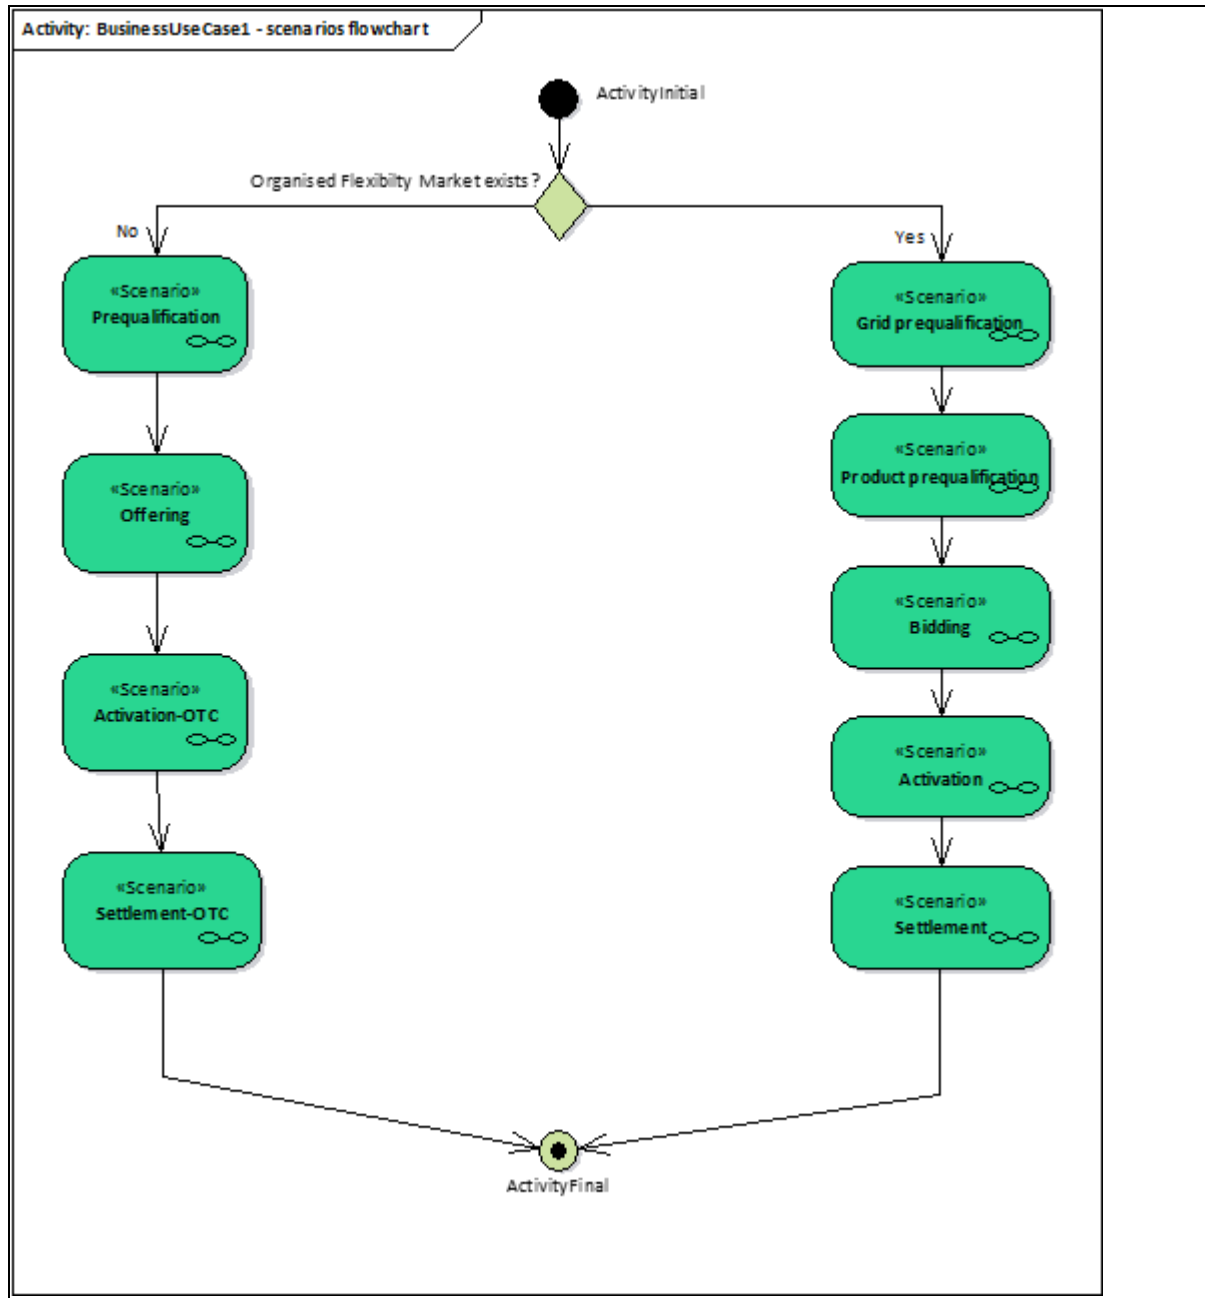 Activity: BusinessUseCase1 - scenarios flowchart
ActivityInitial
Organised Flexibilty Market exists?
No
Yes
«Scenario»
Prequalification
«Scenario»
Offering
«Scenario»
Activation-OTC
«Scenario»
Settlement-OTC
«Scenario»
Grid prequalification
«Scenario»
Product prequalification
«Scenario»
Bidding
«Scenario»
Activation
«Scenario»
Settlement
ActivityFinal